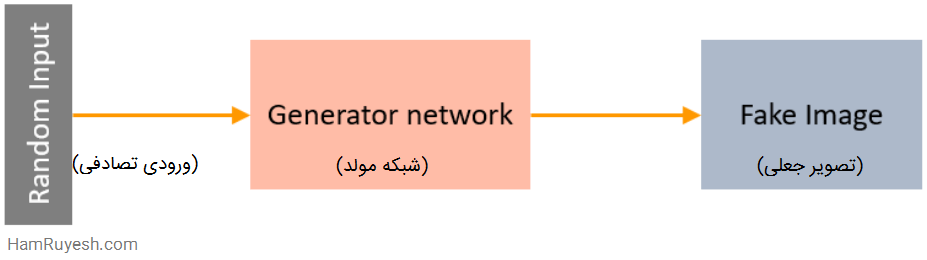 Random Input
(ورودی تصادفی)
Generator network
(شبکه مولد)
Fake Image
(تصویر جعلی)
HamRuyesh.com